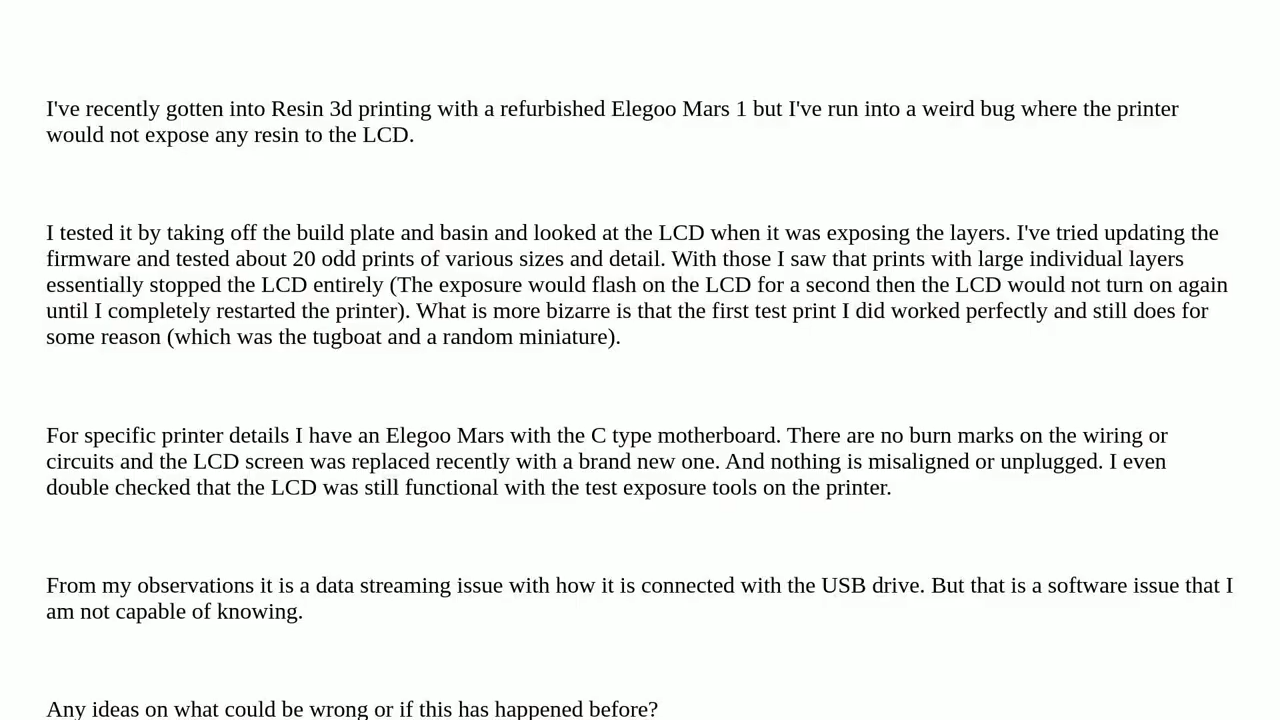 I've recently gotten into Resin 3d printing with a refurbished Elegoo Mars 1 but I've run into a weird bug where the printer
would not expose any resin to the LCD.
I tested it by taking off the build plate and basin and looked at the LCD when it was exposing the layers. I've tried updating the
firmware and tested about 20 odd prints of various sizes and detail. With those I saw that prints with large individual layers
essentially stopped the LCD entirely (The exposure would flash on the LCD for a second then the LCD would not turn on again
until I completely restarted the printer). What is more bizarre is that the first test print I did worked perfectly and still does for
some reason (which was the tugboat and a random miniature).
For specific printer details I have an Elegoo Mars with the C type motherboard. There are no burn marks on the wiring or
circuits and the LCD screen was replaced recently with a brand new one. And nothing is misaligned or unplugged. I even
double checked that the LCD was still functional with the test exposure tools on the printer.
From my observations it is a data streaming issue with how it is connected with the USB drive. But that is a software issue that I
am not capable of knowing.
Any ideas on what could be wrong or if this has happened before?